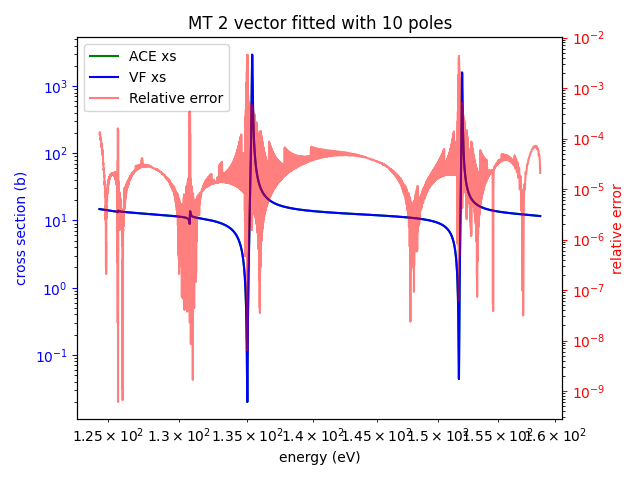 MT 2 vector fitted with 10 poles
ACE xs
VF xs
Relative error
cross section (b)
10³
10²
10¹
10⁰
10⁻¹
10⁻²
10⁻³
10⁻⁴
10⁻⁵
10⁻⁶
10⁻⁷
10⁻⁸
10⁻⁹
relative error
1.25 × 10² 1.3 × 10² 1.35 × 10² 1.4 × 10² 1.45 × 10² 1.5 × 10² 1.55 × 10² 1.6 × 10²
energy (eV)